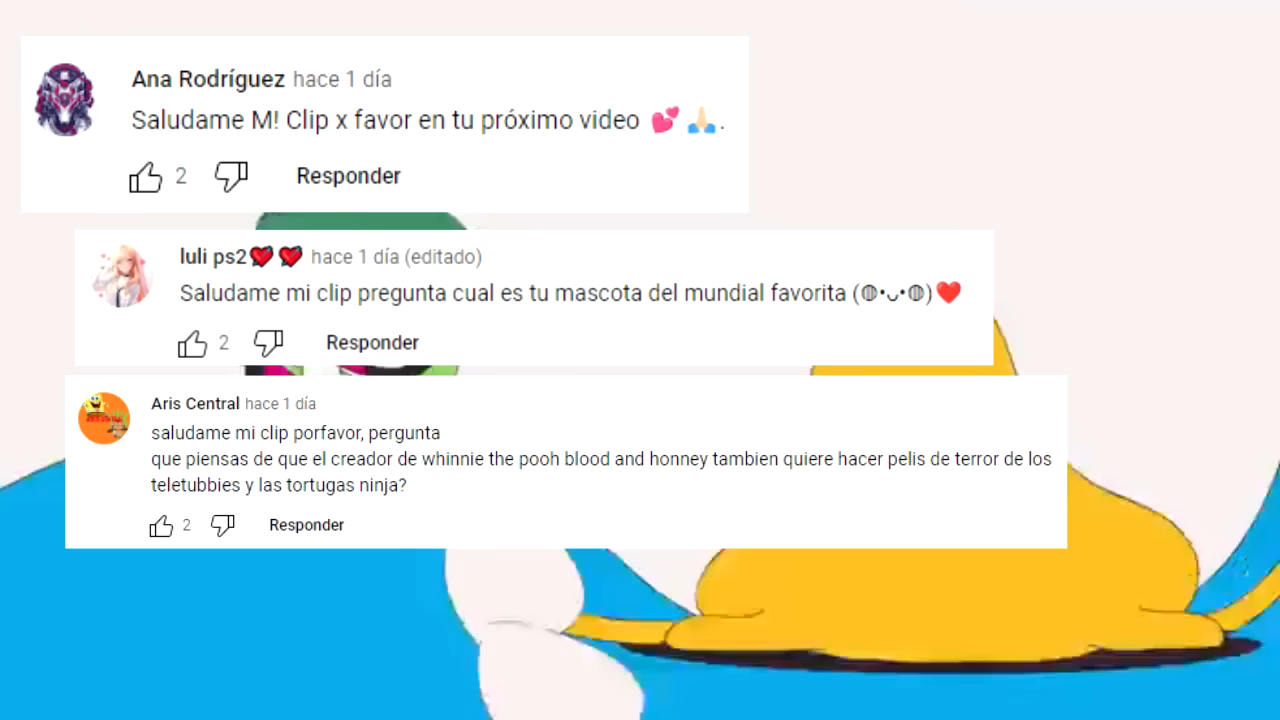 Ana Rodríguez hace 1 día
Saludame M! Clip x favor en tu próximo video 💕 🙏🏻.
2 Responder
luli ps2💘💘 hace 1 día (editado)
Saludame mi clip pregunta cual es tu mascota del mundial favorita (◍•ᴗ•◍)❤️
2 Responder
Aris Central hace 1 día
saludame mi clip porfavor, pergunta
que piensas de que el creador de whinnie the pooh blood and honney tambien quiere hacer pelis de terror de los
teletubbies y las tortugas ninja?
2 Responder